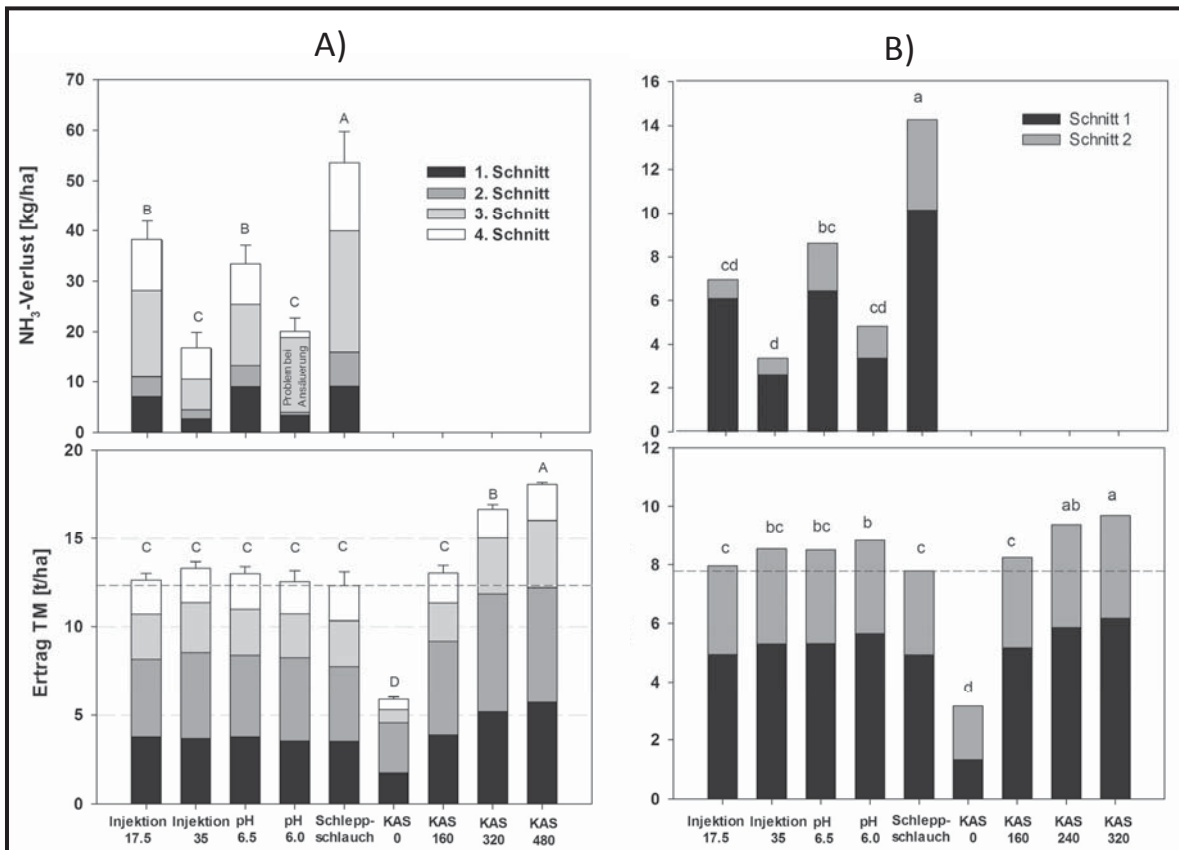 A)
B)
NH₃-Verlust [kg/ha]
70
60
50
40
30
20
10
0
B
C
B
C
A
Problem bei
Ansäuerung
1. Schnitt
2. Schnitt
3. Schnitt
4. Schnitt
16
14
12
10
8
6
4
2
0
cd
d
bc
cd
a
Schnitt 1
Schnitt 2
Ertrag TM [t/ha]
20
15
10
5
0
C
C
C
C
C
D
C
B
A
Injektion
17.5
Injektion
35
pH
6.5
pH
6.0
Schlepp-
schlauch
KAS
0
KAS
160
KAS
320
KAS
480
12
10
8
6
4
2
0
c
bc
bc
b
c
d
c
ab
a
Injektion
17.5
Injektion
35
pH
6.5
pH
6.0
Schlepp-
schlauch
KAS
0
KAS
160
KAS
240
KAS
320